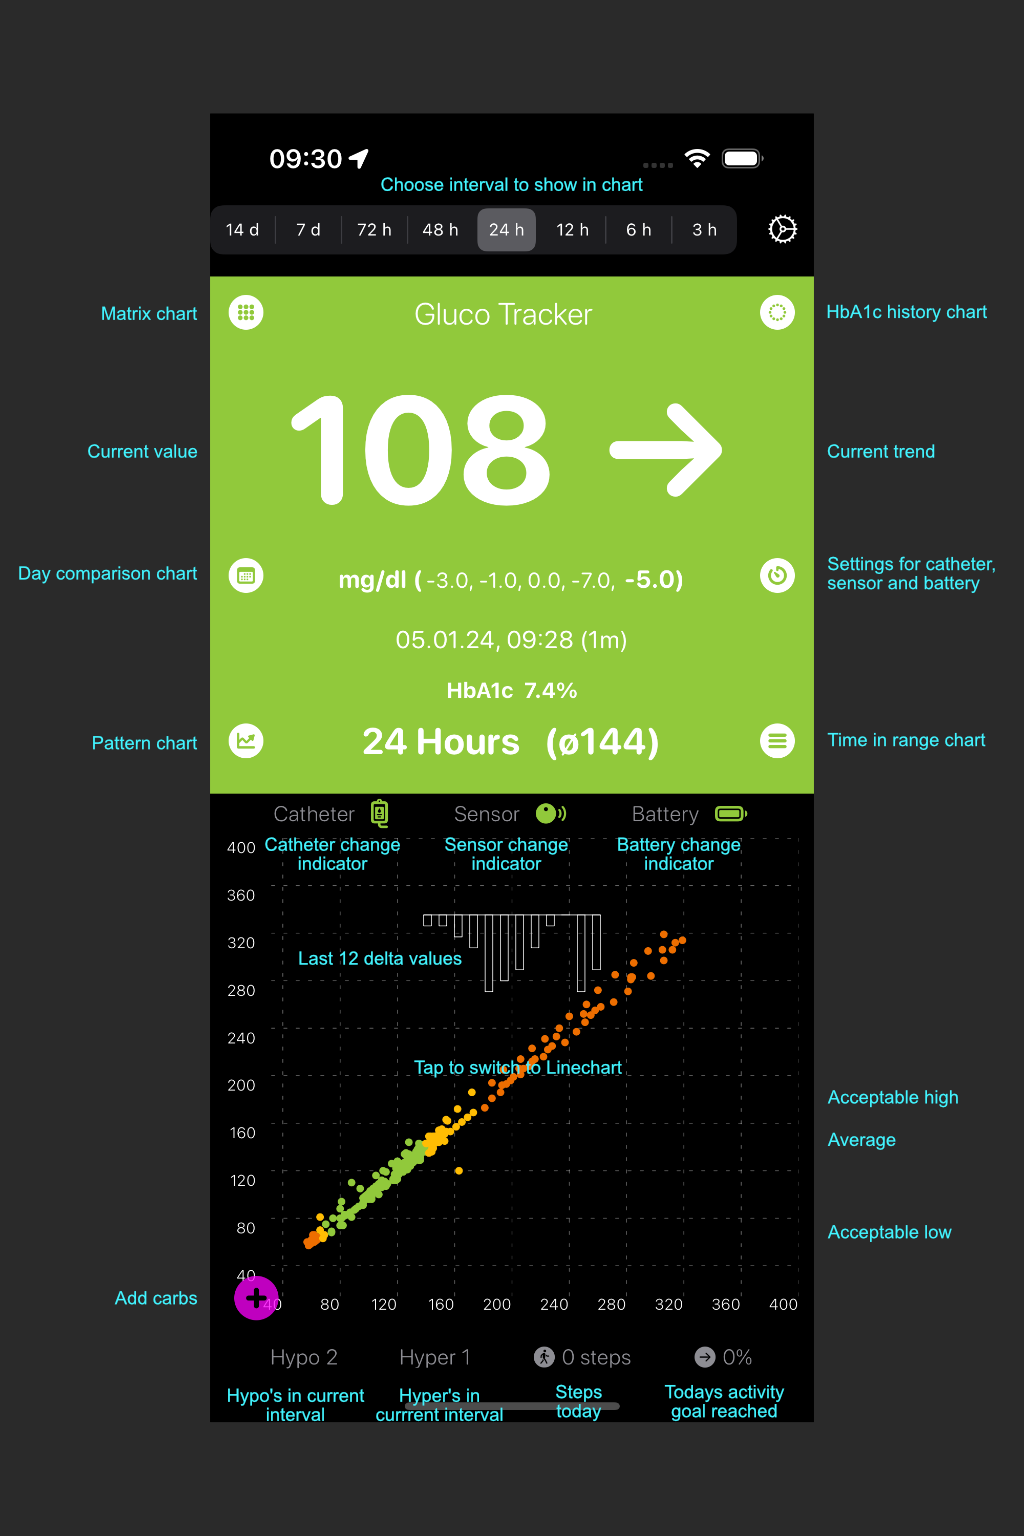 09:30
Choose interval to show in chart
14 d 7 d 72 h 48 h 24 h 12 h 6 h 3 h
Matrix chart
Gluco Tracker
HbA1c history chart
Current value
108
Current trend
Day comparison chart
mg/dl ( -3.0, -1.0, 0.0, -7.0, -5.0)
Settings for catheter,
sensor and battery
05.01.24, 09:28 (1m)
HbA1c 7.4%
Pattern chart
24 Hours (ø144)
Time in range chart
Catheter Sensor Battery
Catheter change
indicator
Sensor change
indicator
Battery change
indicator
400
360
320
280
240
200
160
120
80
40
Last 12 delta values
Tap to switch to Linechart
Acceptable high
Average
Acceptable low
Add carbs
40 80 120 160 200 240 280 320 360 400
Hypo 2 Hyper 1 0 steps 0%
Hypo's in current
interval
Hyper's in
currrent interval
Steps
today
Todays activity
goal reached